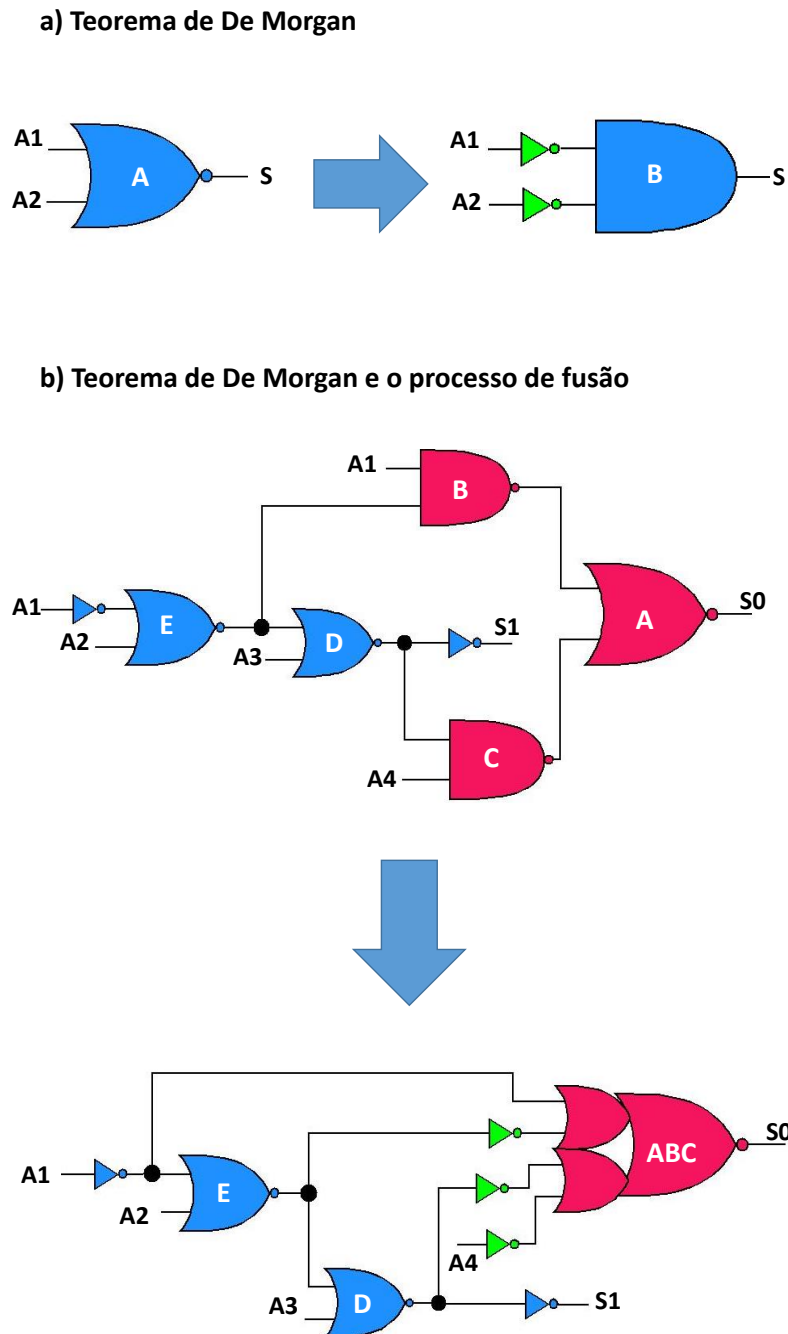 a) Teorema de De Morgan
A1
A2
A
S
A1
A2
B
S
b) Teorema de De Morgan e o processo de fusão
A1
B
A1
A2
E
A3
D
S1
A
S0
A4
C
A1
A2
E
A3
D
A4
ABC
S0
S1